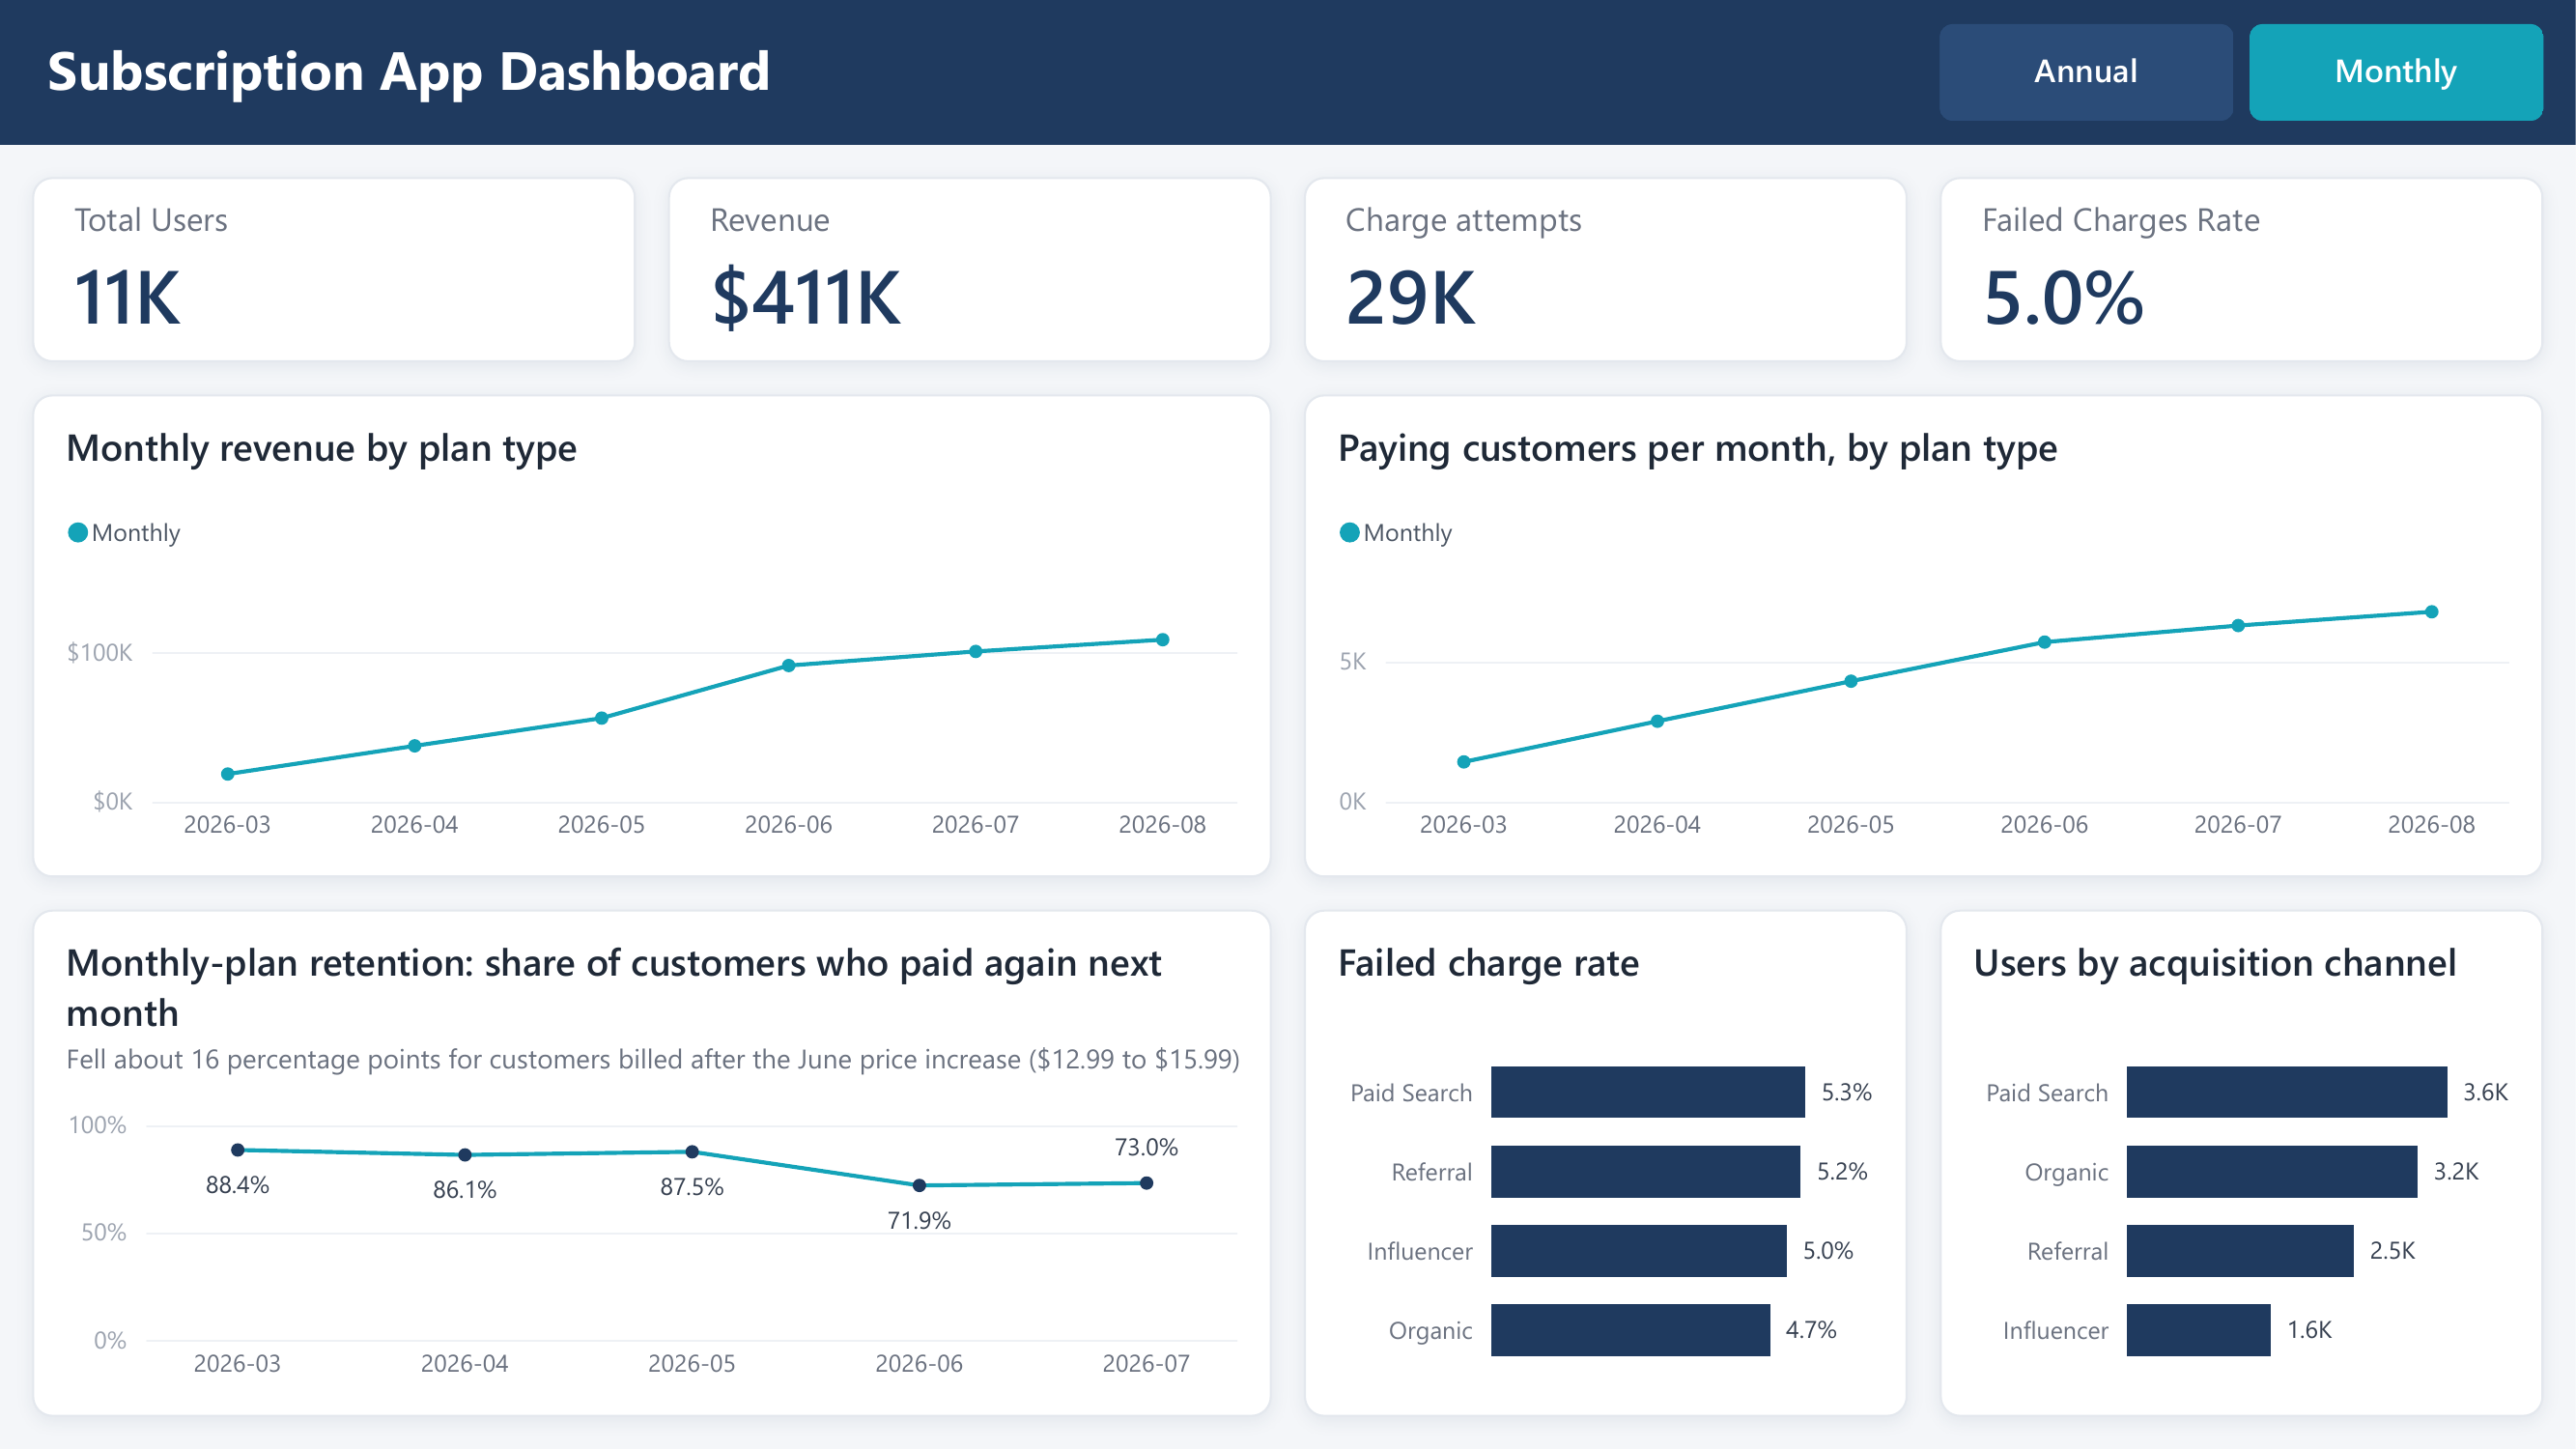 Subscription App Dashboard
Annual
Monthly
Total Users
11K
Revenue
$411K
Charge attempts
29K
Failed Charges Rate
5.0%
Monthly revenue by plan type
Monthly
$100K
$0K
2026-03 2026-04 2026-05 2026-06 2026-07 2026-08
Paying customers per month, by plan type
Monthly
5K
0K
2026-03 2026-04 2026-05 2026-06 2026-07 2026-08
Monthly-plan retention: share of customers who paid again next
month
Fell about 16 percentage points for customers billed after the June price increase ($12.99 to $15.99)
100%
50%
0%
88.4% 86.1% 87.5% 71.9% 73.0%
2026-03 2026-04 2026-05 2026-06 2026-07
Failed charge rate
Paid Search 5.3%
Referral 5.2%
Influencer 5.0%
Organic 4.7%
Users by acquisition channel
Paid Search 3.6K
Organic 3.2K
Referral 2.5K
Influencer 1.6K